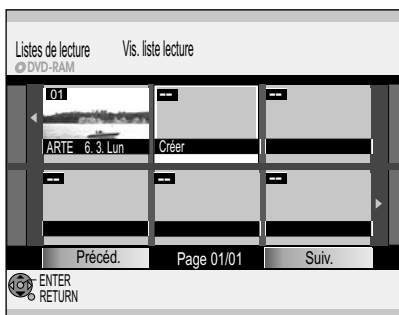 Listes de lecture Vis. liste lecture
DVD-RAM
01 -- --
ARTE 6. 3. Lun Créer
-- -- --
Précéd. Page 01/01 Suiv.
ENTER
RETURN